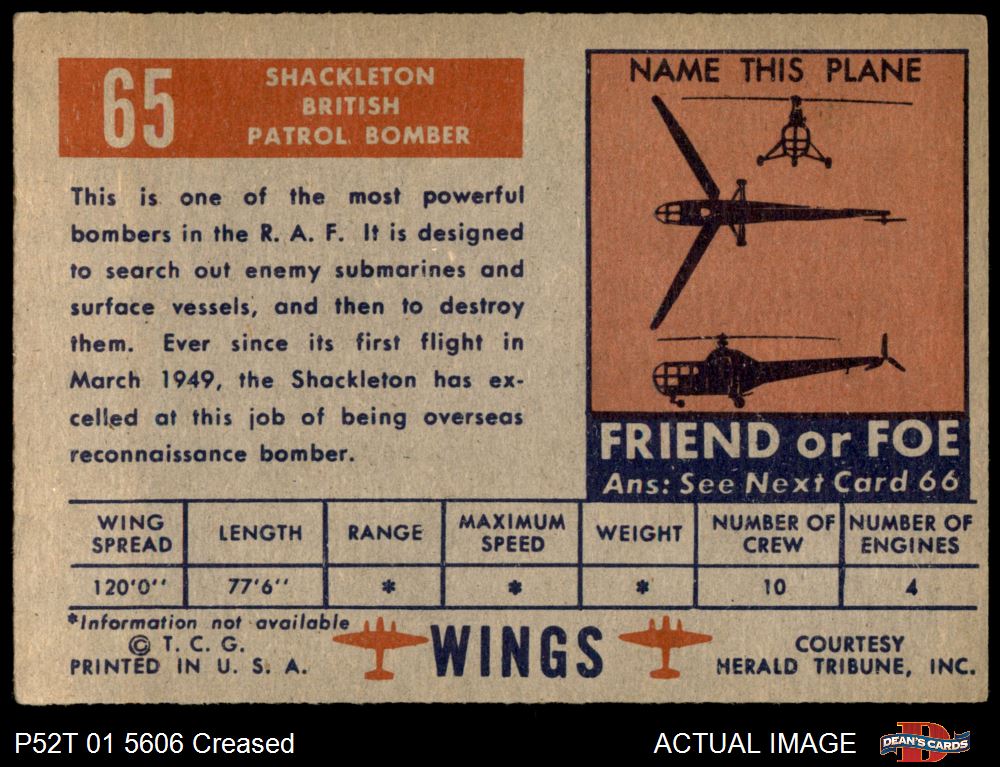 65
SHACKLETON
BRITISH
PATROL BOMBER
This is one of the most powerful
bombers in the R. A. F. It is designed
to search out enemy submarines and
surface vessels, and then to destroy
them. Ever since its first flight in
March 1949, the Shackleton has ex-
celled at this job of being overseas
reconnaissance bomber.
NAME THIS PLANE
FRIEND or FOE
Ans: See Next Card 66
WING SPREAD LENGTH RANGE MAXIMUM SPEED WEIGHT NUMBER OF CREW NUMBER OF ENGINES
120'0'' 77'6'' * * * 10 4
*Information not available
© T. C. G.
PRINTED IN U. S. A.
WINGS
COURTESY
HERALD TRIBUNE, INC.
P52T 01 5606 Creased
ACTUAL IMAGE
D
DEAN'S CARDS